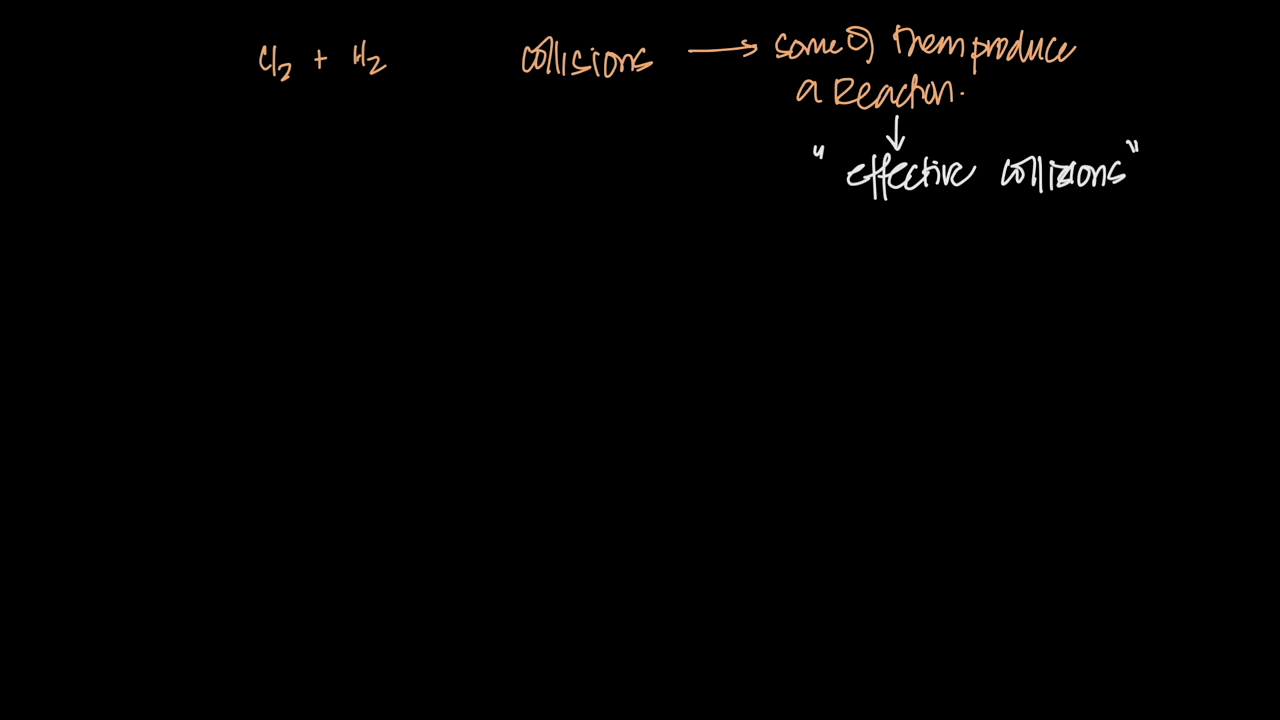 Cl2 + H2 collisions → some of them produce
a Reaction.
↓
"effective collisions"